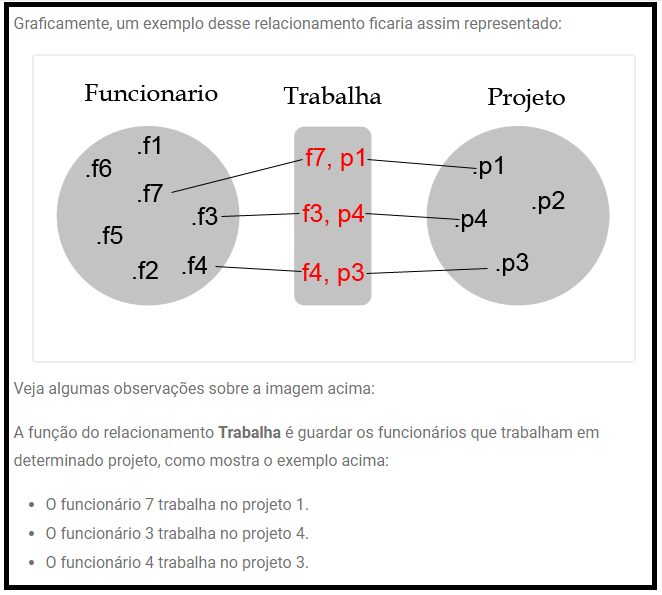 Graficamente, um exemplo desse relacionamento ficaria assim representado:
Funcionario
Trabalha
Projeto
.f1
.f6
.f7
.f3
.f5
.f2
.f4
f7, p1
f3, p4
f4, p3
.p1
.p2
.p4
.p3
Veja algumas observações sobre a imagem acima:
A função do relacionamento Trabalha é guardar os funcionários que trabalham em
determinado projeto, como mostra o exemplo acima:
• O funcionário 7 trabalha no projeto 1.
• O funcionário 3 trabalha no projeto 4.
• O funcionário 4 trabalha no projeto 3.